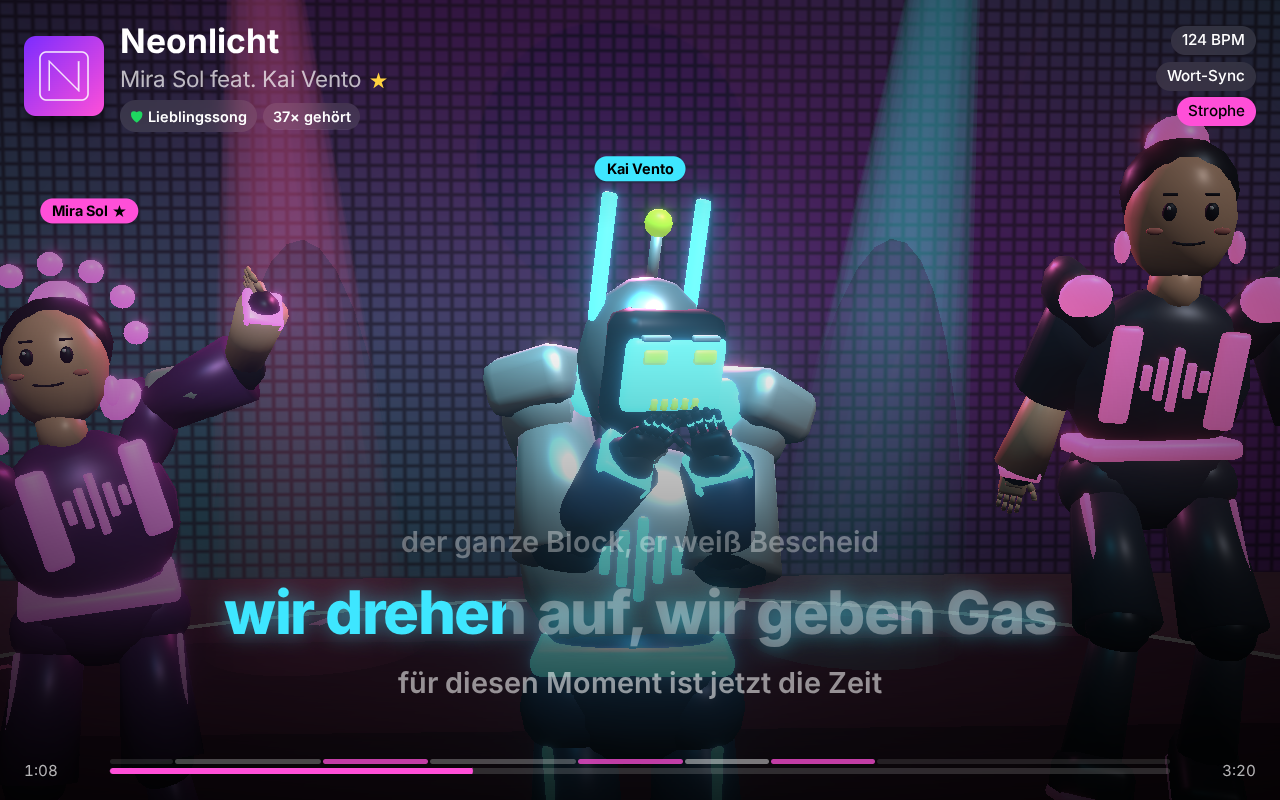 Neonlicht
Mira Sol feat. Kai Vento ★
Lieblingssong
37× gehört
124 BPM
Wort-Sync
Strophe
Kai Vento
Mira Sol ★
der ganze Block, er weiß Bescheid
wir drehen auf, wir geben Gas
für diesen Moment ist jetzt die Zeit
1:08
3:20